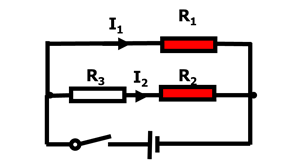 I₁ R₁
R₃ I₂ R₂